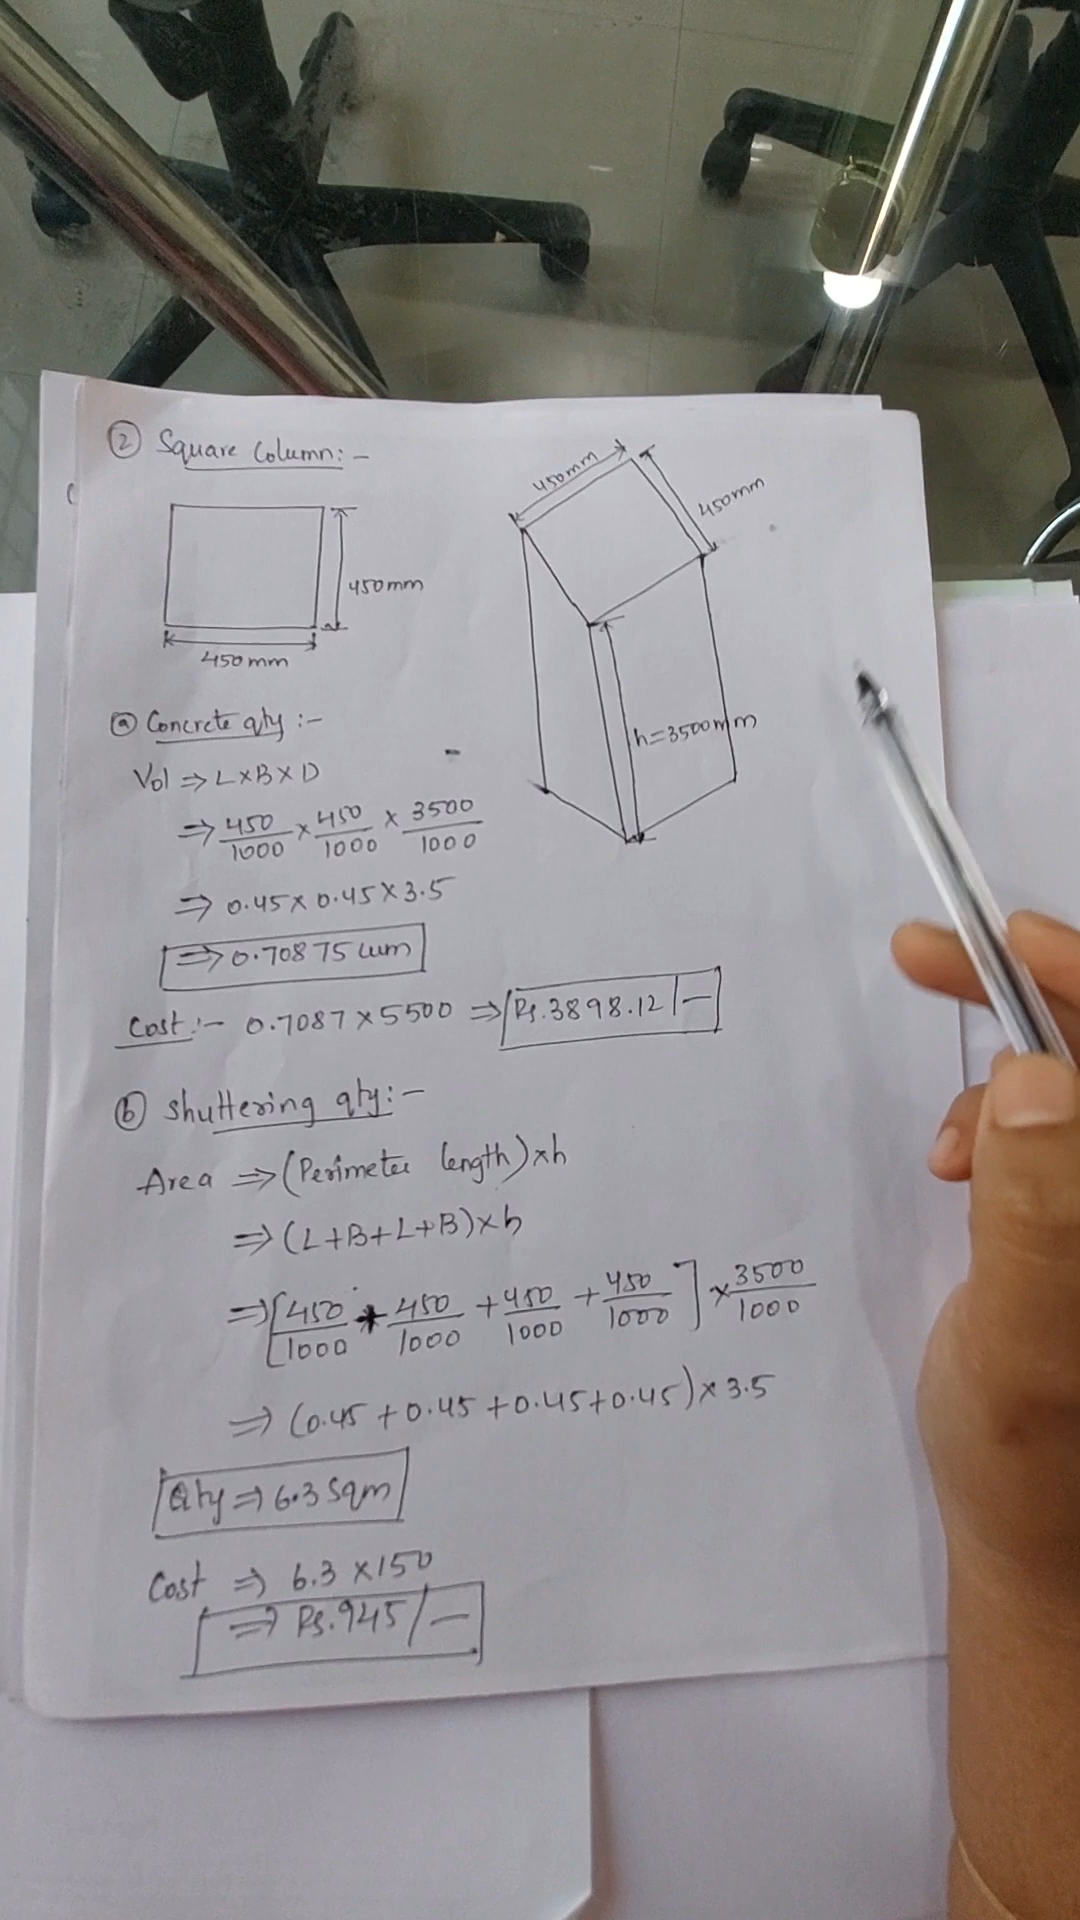 ② Square Column:-
450mm
450mm
450mm
450mm
h=3500mm
ⓐ Concrete qty :-
Vol ⇒ L×B×D
⇒ 450/1000 × 450/1000 × 3500/1000
⇒ 0.45×0.45×3.5
⇒ 0.70875 cum
Cost:- 0.7087×5500 ⇒ Rs.3898.12/-
ⓑ Shuttering qty:-
Area ⇒ (Perimeter length)×h
⇒ (L+B+L+B)×h
⇒ [450/1000 + 450/1000 + 450/1000 + 450/1000] × 3500/1000
⇒ (0.45+0.45+0.45+0.45)×3.5
Qty ⇒ 6.3 Sqm
Cost ⇒ 6.3×150
⇒ Rs.945/-